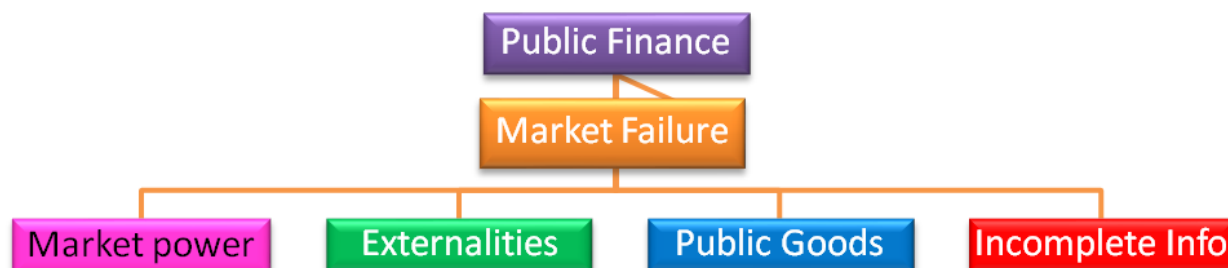 Public Finance
Market Failure
Market power
Externalities
Public Goods
Incomplete Info